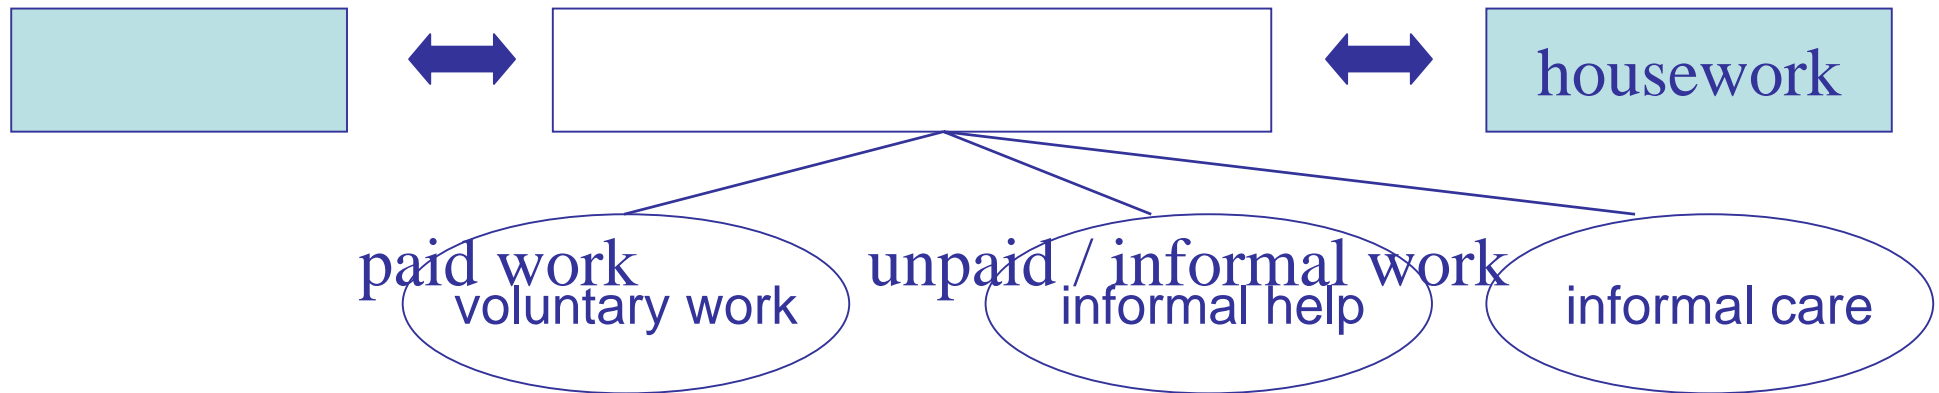 housework
paid work
unpaid / informal work
voluntary work
informal help
informal care